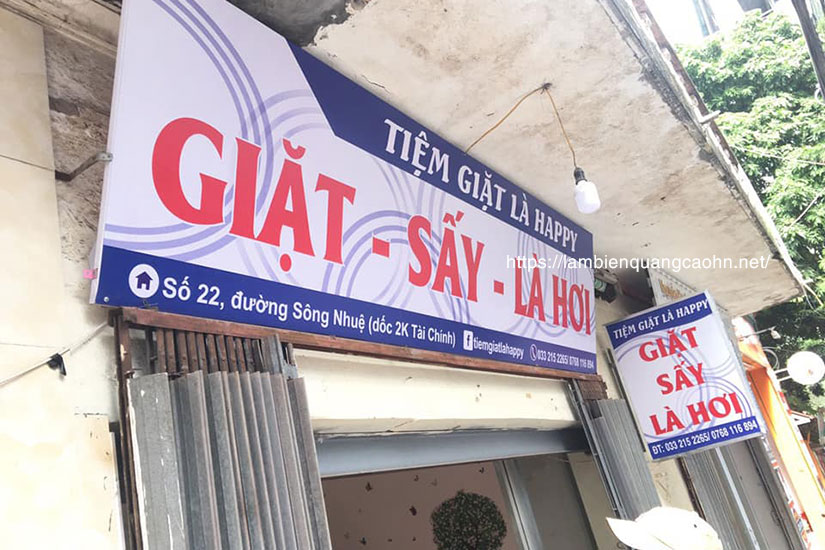 TIỆM GIẶT LÀ HAPPY
GIẶT - SẤY - LÀ HƠI
Số 22, đường Sông Nhuệ (dốc 2K Tài Chính)
tiemgiatlahappy
033 215 2265/ 0768 116 894
https://lambienquangcaohn.net/
TIỆM GIẶT LÀ HAPPY
GIẶT
SẤY
LÀ HƠI
ĐT: 033 215 2265/ 0768 116 894